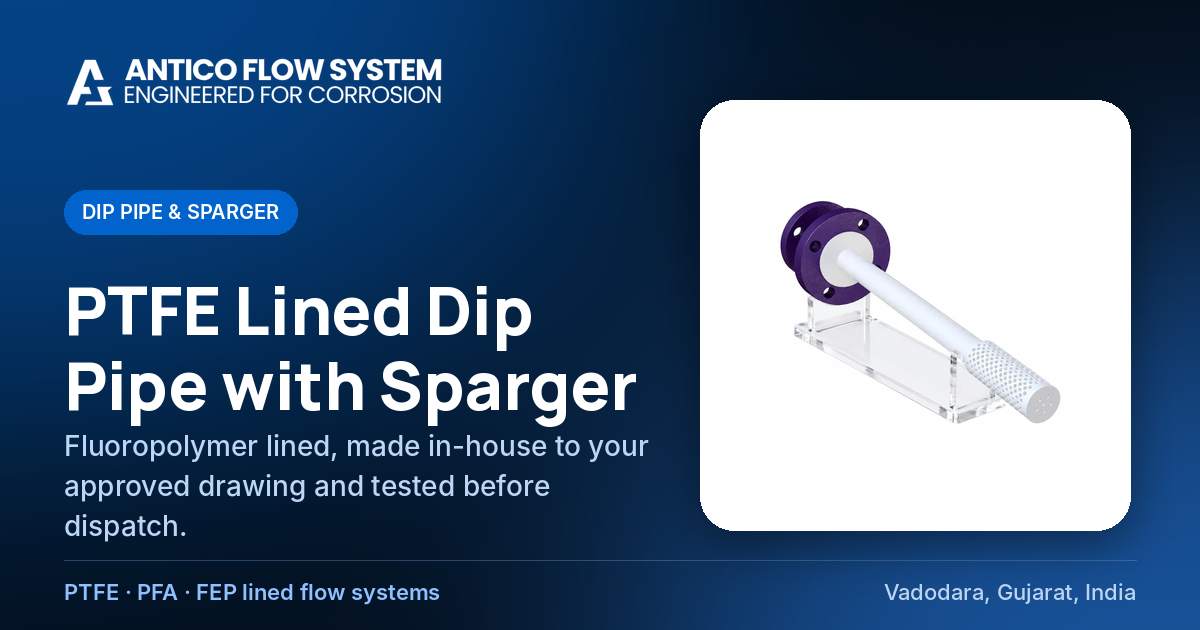 ANTICO FLOW SYSTEM
ENGINEERED FOR CORROSION
DIP PIPE & SPARGER
PTFE Lined Dip
Pipe with Sparger
Fluoropolymer lined, made in-house to your
approved drawing and tested before
dispatch.
PTFE · PFA · FEP lined flow systems
Vadodara, Gujarat, India